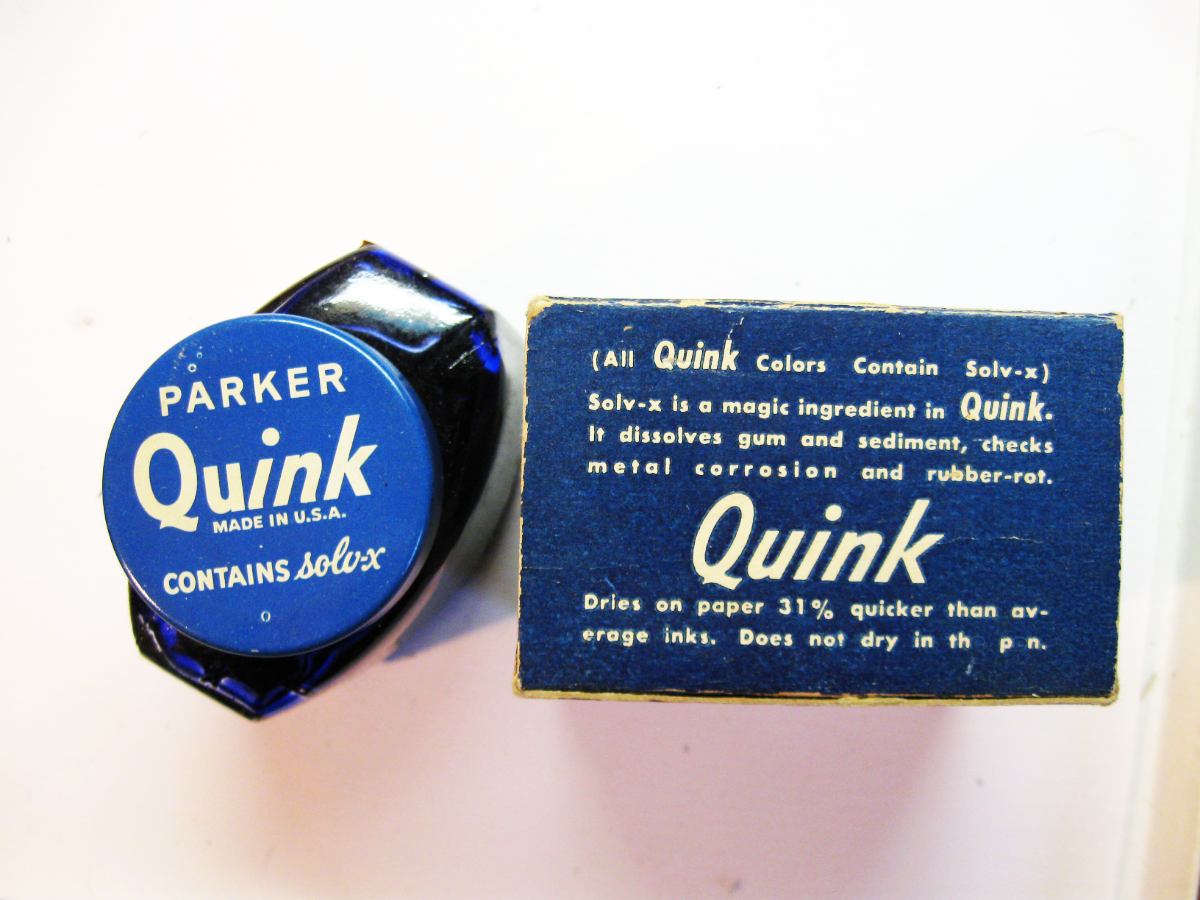 PARKER
Quink
MADE IN U.S.A.
CONTAINS solv-x
(All Quink Colors Contain Solv-x)
Solv-x is a magic ingredient in Quink.
It dissolves gum and sediment, checks
metal corrosion and rubber-rot.
Quink
Dries on paper 31% quicker than av-
erage inks. Does not dry in th p n.